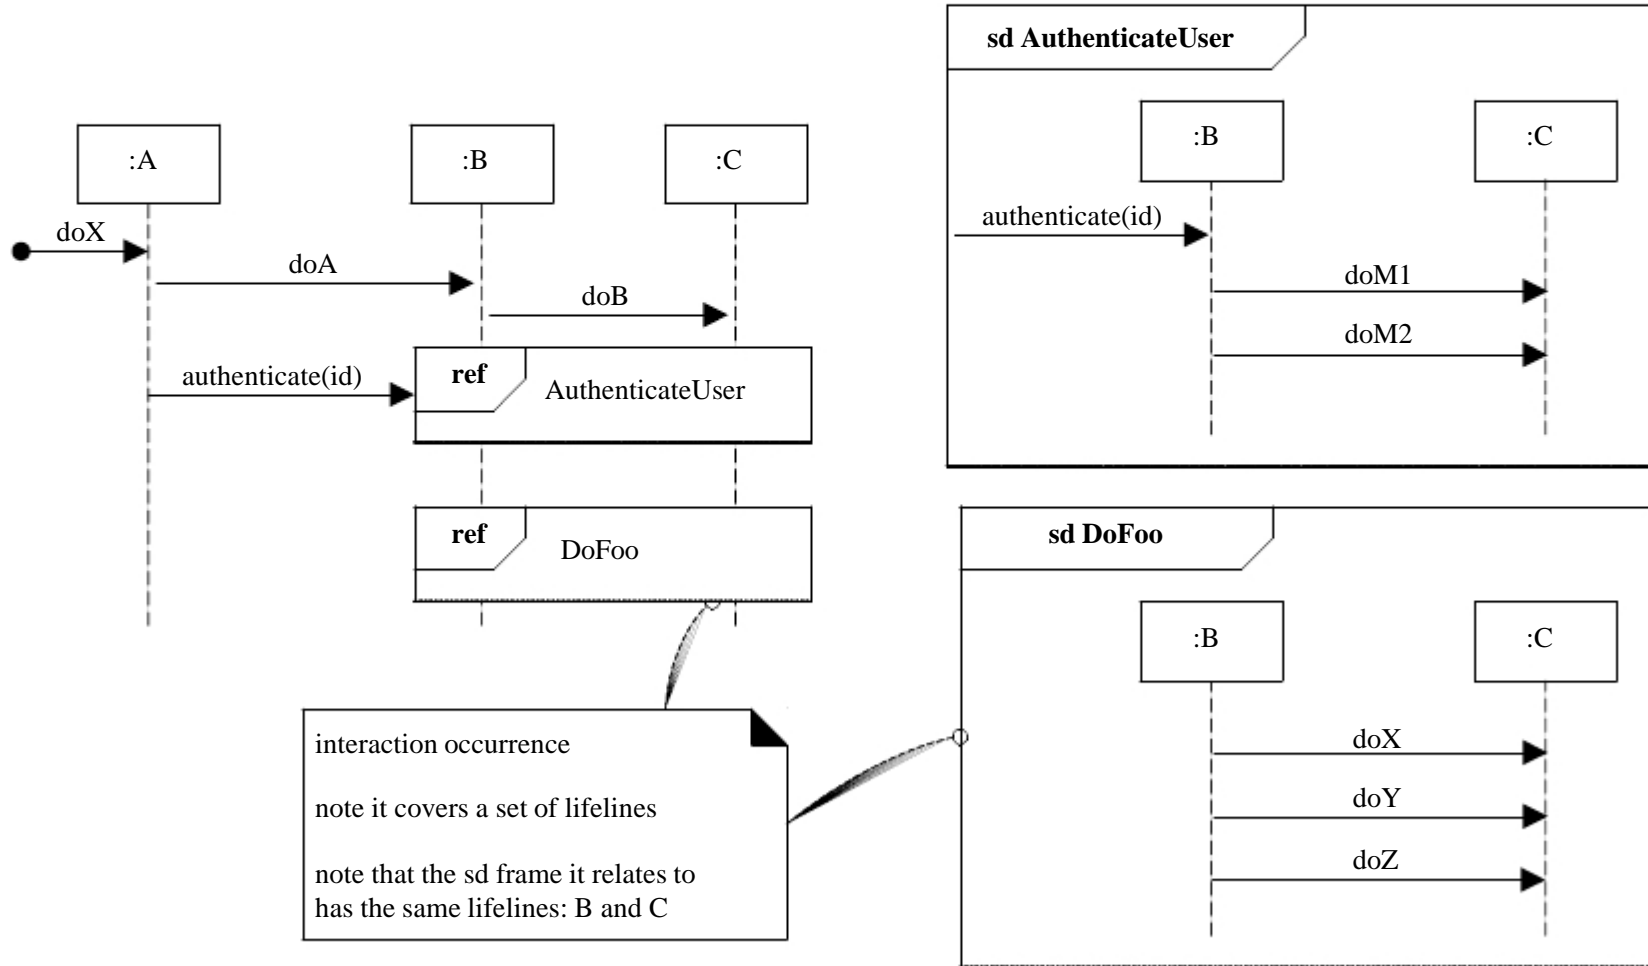 :A
:B
:C
doX
doA
doB
authenticate(id)
ref
AuthenticateUser
ref
DoFoo
interaction occurrence
note it covers a set of lifelines
note that the sd frame it relates to
has the same lifelines: B and C
sd AuthenticateUser
:B
:C
authenticate(id)
doM1
doM2
sd DoFoo
:B
:C
doX
doY
doZ